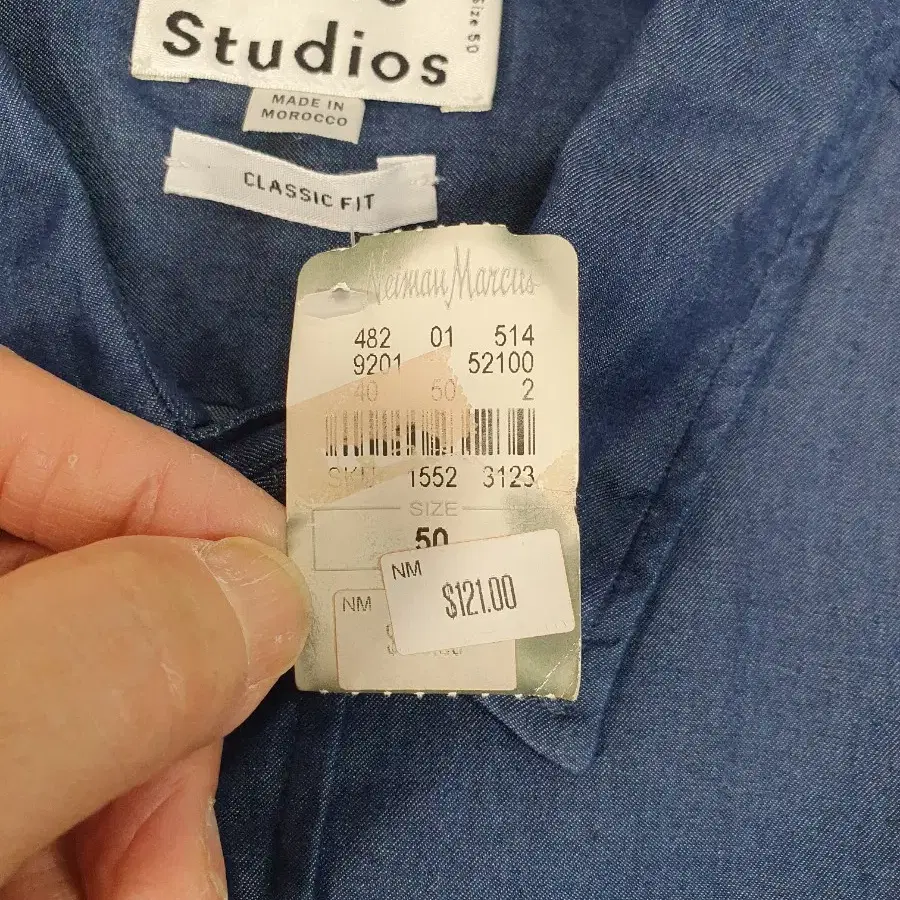 Studios
Size 50
MADE IN
MOROCCO
CLASSIC FIT
Neiman Marcus
482 01 514
9201 52100
40 50 2
SKU 1552 3123
SIZE
50
NM
$121.00
NM